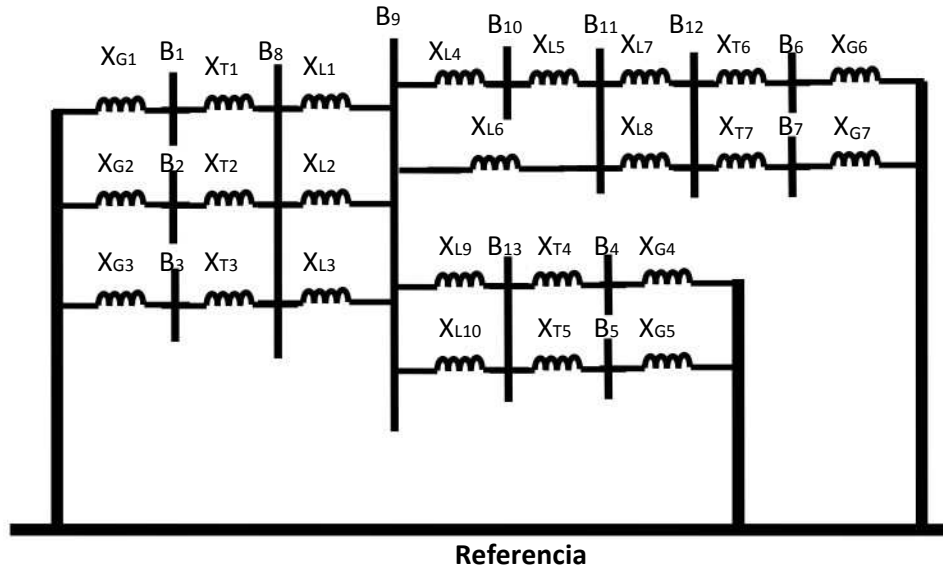 B9
B10 B11 B12
XG1 B1 XT1 B8 XL1 XL4 XL5 XL7 XT6 B6 XG6
XL6 XL8 XT7 B7 XG7
XG2 B2 XT2 XL2
XG3 B3 XT3 XL3 XL9 B13 XT4 B4 XG4
XL10 XT5 B5 XG5
Referencia